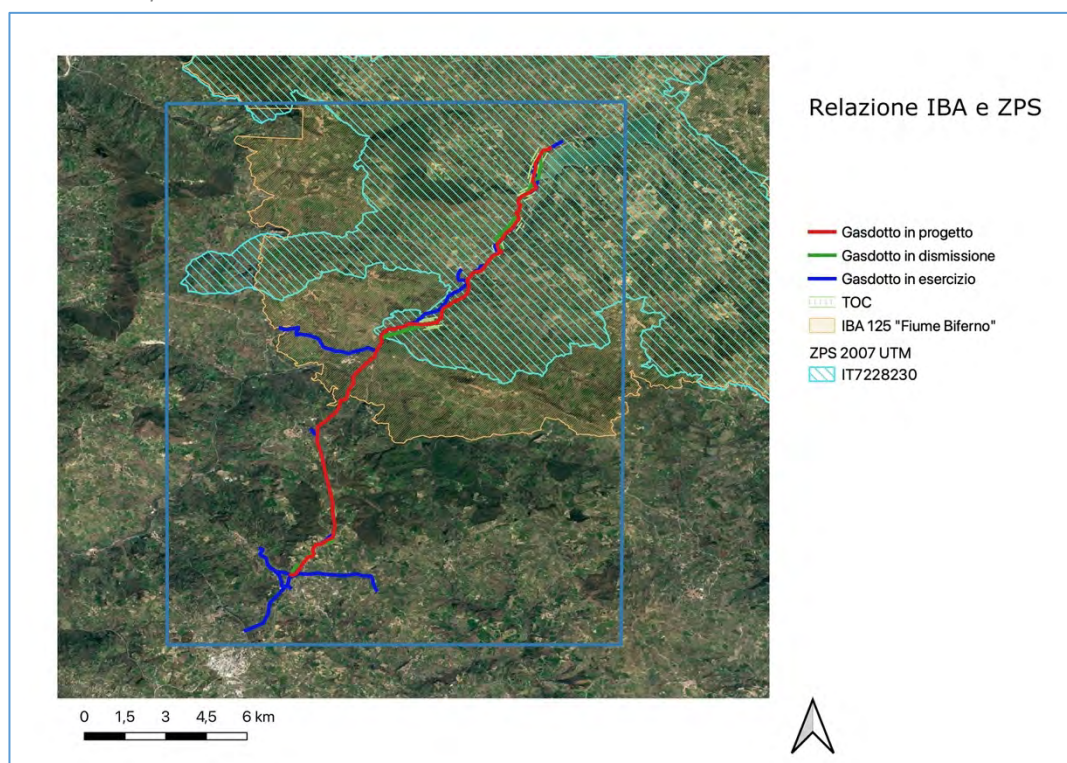 Relazione IBA e ZPS
Gasdotto in progetto
Gasdotto in dismissione
Gasdotto in esercizio
TOC
IBA 125 "Fiume Biferno"
ZPS 2007 UTM
IT7228230
0 1,5 3 4,5 6 km